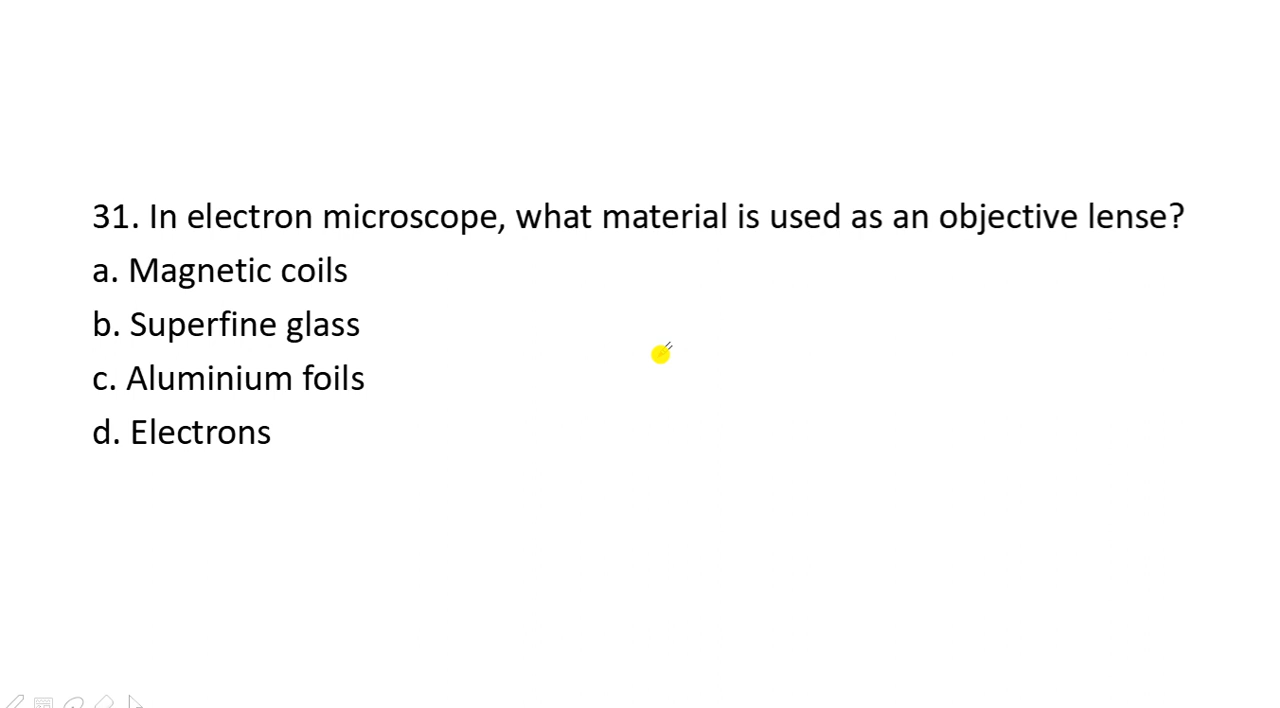 31. In electron microscope, what material is used as an objective lense?
a. Magnetic coils
b. Superfine glass
c. Aluminium foils
d. Electrons